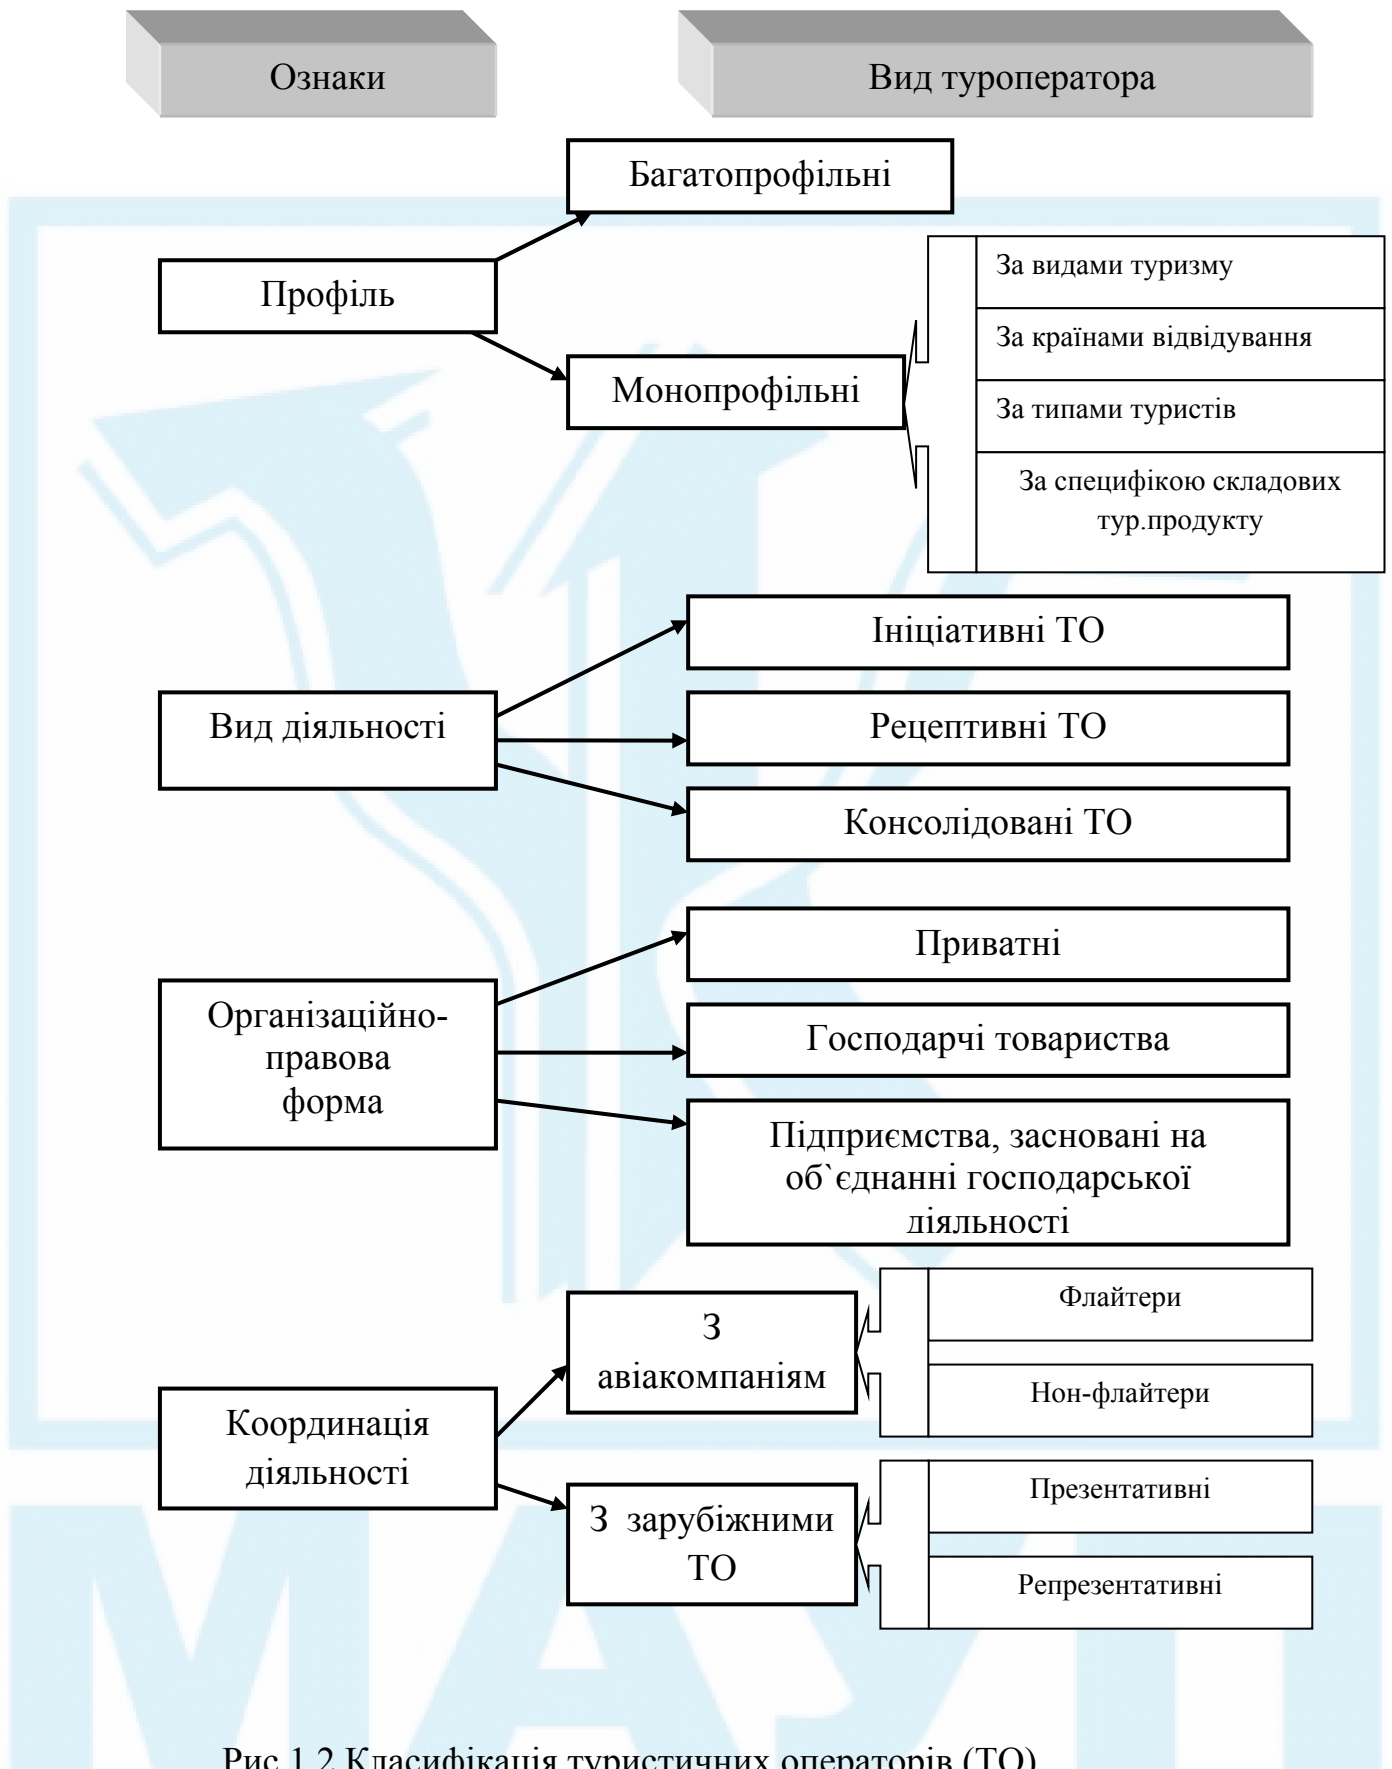 Ознаки
Вид туроператора
Багатопрофільні
Профіль
Монопрофільні
За видами туризму
За країнами відвідування
За типами туристів
За специфікою складових
тур.продукту
Вид діяльності
Ініціативні ТО
Рецептивні ТО
Консолідовані ТО
Організаційно-
правова
форма
Приватні
Господарчі товариства
Підприємства, засновані на
об`єднанні господарської
діяльності
Координація
діяльності
З
авіакомпаніям
Флайтери
Нон-флайтери
З зарубіжними
ТО
Презентативні
Репрезентативні
МАУП
Рис 1.2 Класифікація туристичних операторів (ТО)